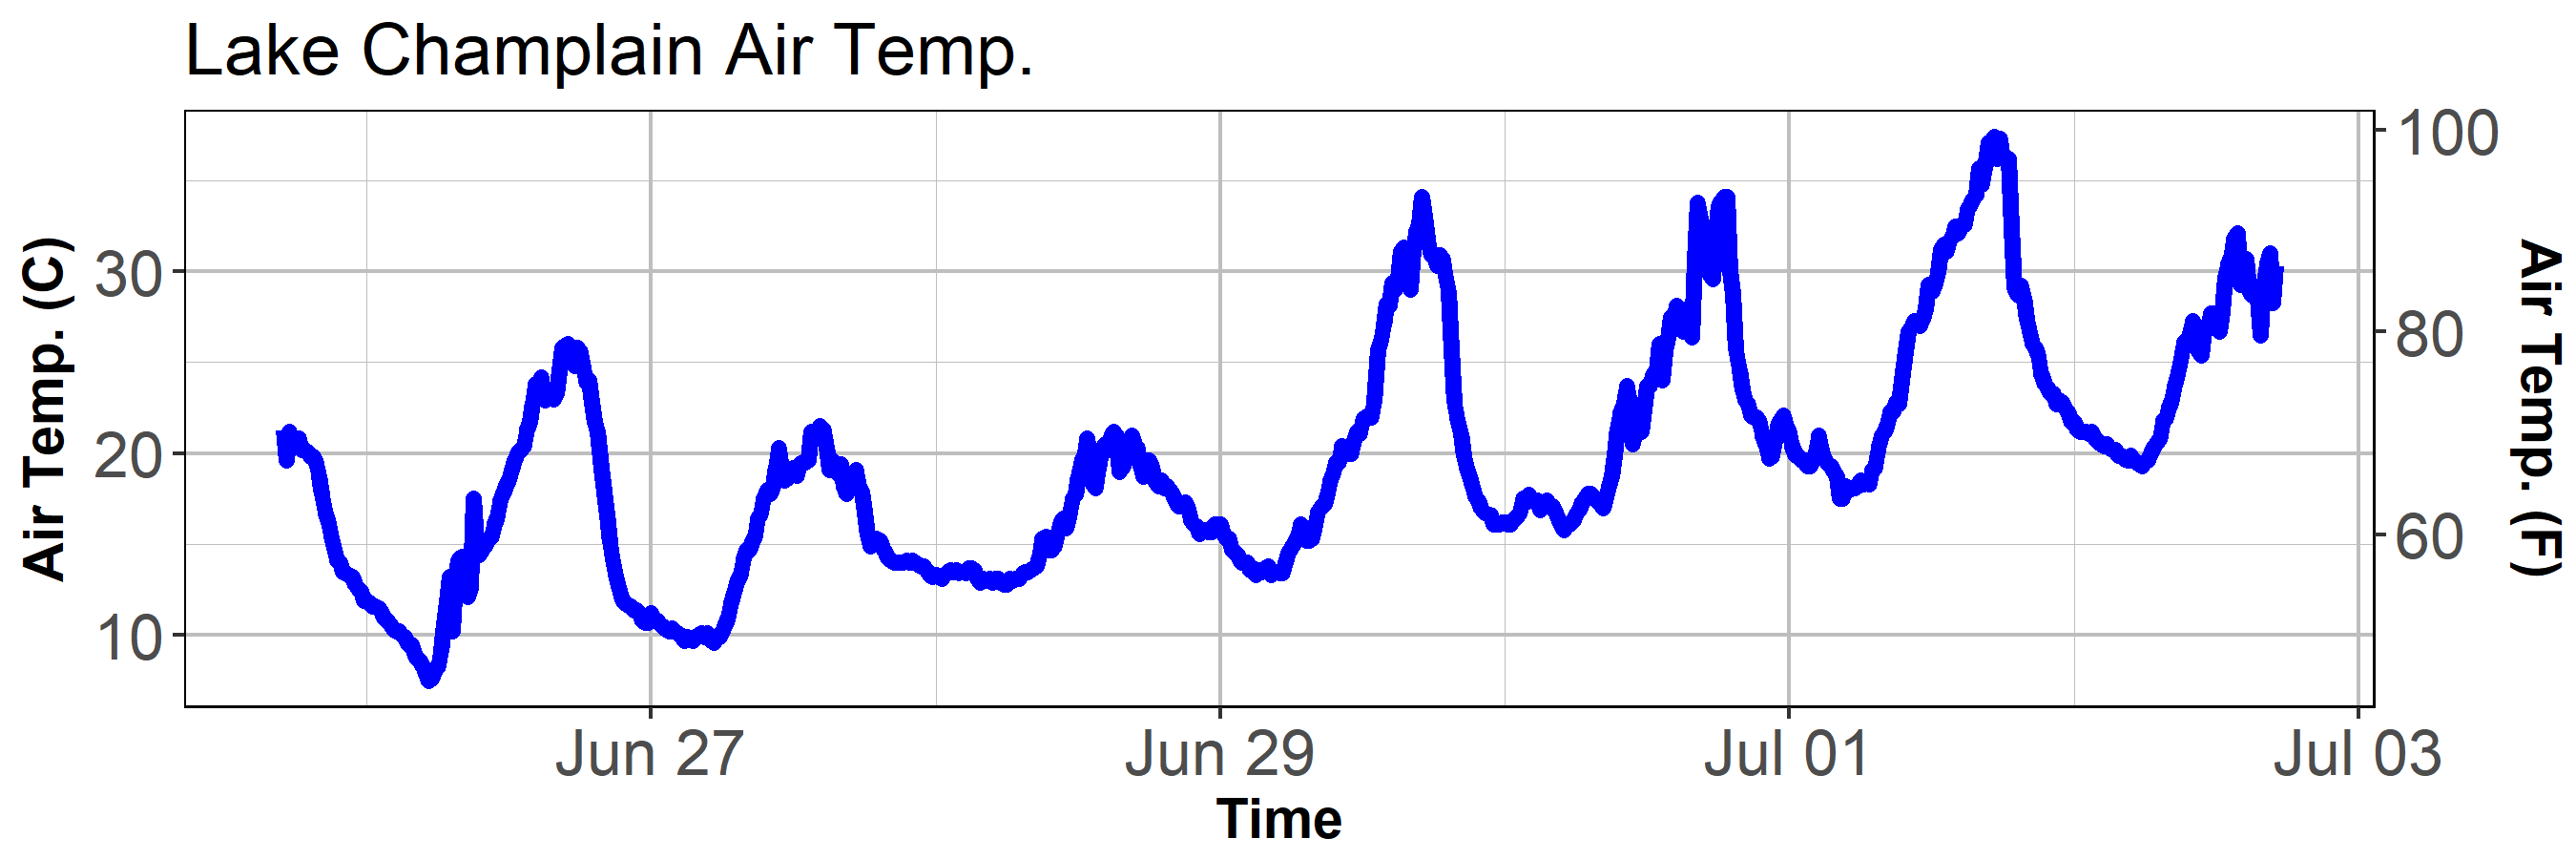 Lake Champlain Air Temp.
Air Temp. (C)
30
20
10
100
80
60
Air Temp. (F)
Jun 27
Jun 29
Jul 01
Jul 03
Time